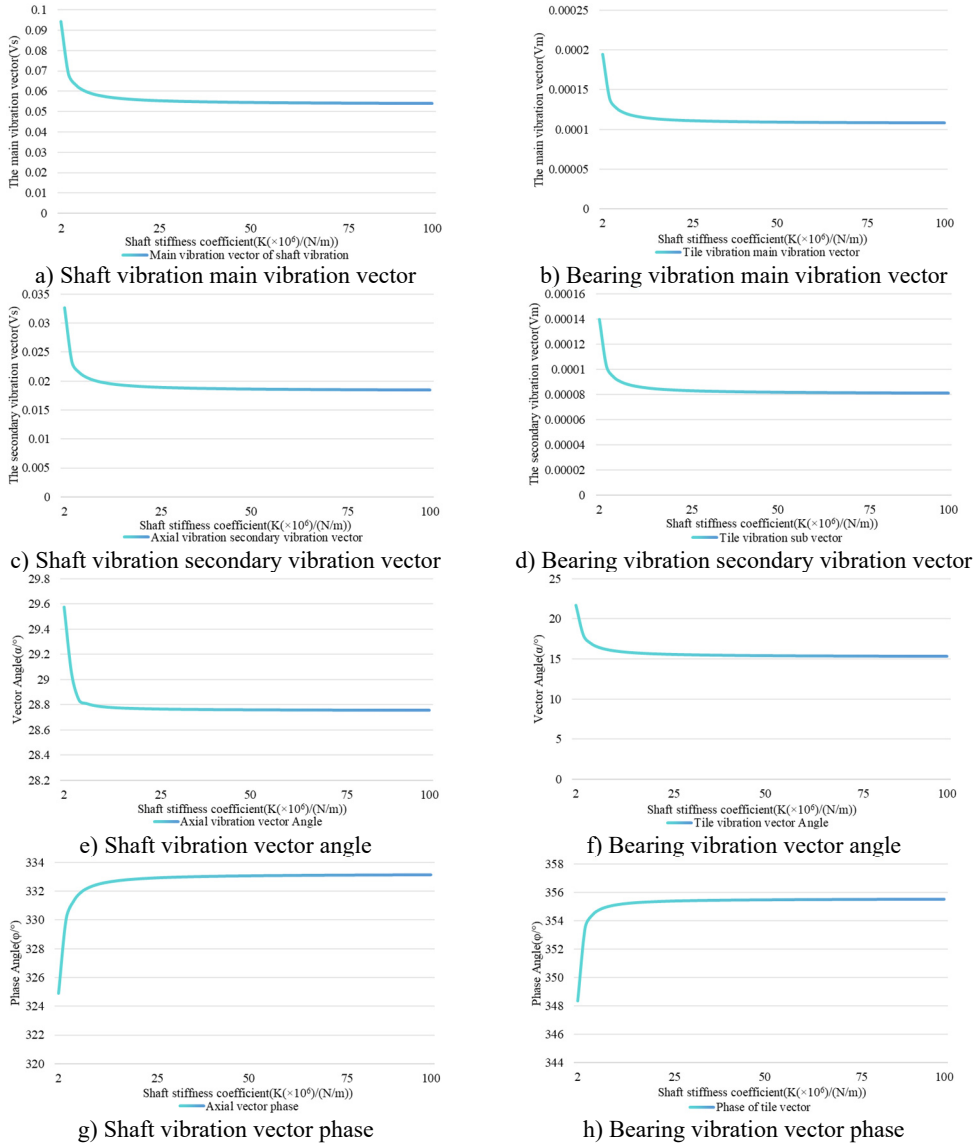 0.1
0.09
0.08
0.07
0.06
0.05
0.04
0.03
0.02
0.01
0
The main vibration vector(Vs)
2 25 50 75 100
Shaft stiffness coefficient(K(×10⁶)/(N/m))
Main vibration vector of shaft vibration
a) Shaft vibration main vibration vector
0.00025
0.0002
0.00015
0.0001
0.00005
0
The main vibration vector(Vm)
2 25 50 75 100
Shaft stiffness coefficient(K(×10⁶)/(N/m))
Tile vibration main vibration vector
b) Bearing vibration main vibration vector
0.035
0.03
0.025
0.02
0.015
0.01
0.005
0
The secondary vibration vector(Vs)
2 25 50 75 100
Shaft stiffness coefficient(K(×10⁶)/(N/m))
Axial vibration secondary vibration vector
c) Shaft vibration secondary vibration vector
0.00016
0.00014
0.00012
0.0001
0.00008
0.00006
0.00004
0.00002
0
The secondary vibration vector(Vm)
2 25 50 75 100
Shaft stiffness coefficient(K(×10⁶)/(N/m))
Tile vibration sub vector
d) Bearing vibration secondary vibration vector
29.8
29.6
29.4
29.2
29
28.8
28.6
28.4
28.2
Vector Angle(α/°)
2 25 50 75 100
Shaft stiffness coefficient(K(×10⁶)/(N/m))
Axial vibration vector Angle
e) Shaft vibration vector angle
25
20
15
10
5
0
Vector Angle(α/°)
2 25 50 75 100
Shaft stiffness coefficient(K(×10⁶)/(N/m))
Tile vibration vector Angle
f) Bearing vibration vector angle
334
332
330
328
326
324
322
320
Phase Angle(φ/°)
2 25 50 75 100
Shaft stiffness coefficient(K(×10⁶)/(N/m))
Axial vector phase
g) Shaft vibration vector phase
358
356
354
352
350
348
346
344
Phase Angle(φ/°)
2 25 50 75 100
Shaft stiffness coefficient(K(×10⁶)/(N/m))
Phase of tile vector
h) Bearing vibration vector phase